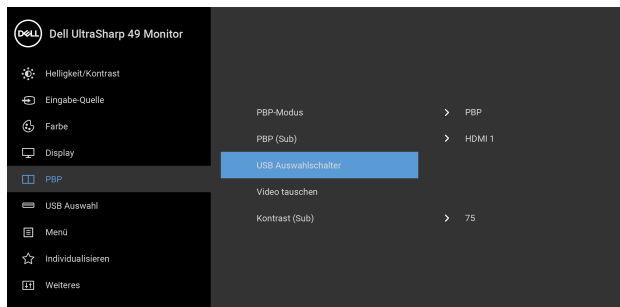 DELL Dell UltraSharp 49 Monitor
Helligkeit/Kontrast
Eingabe-Quelle
Farbe
Display
PBP
USB Auswahl
Menü
Individualisieren
Weiteres
PBP-Modus PBP
PBP (Sub) HDMI 1
USB Auswahlschalter
Video tauschen
Kontrast (Sub) 75